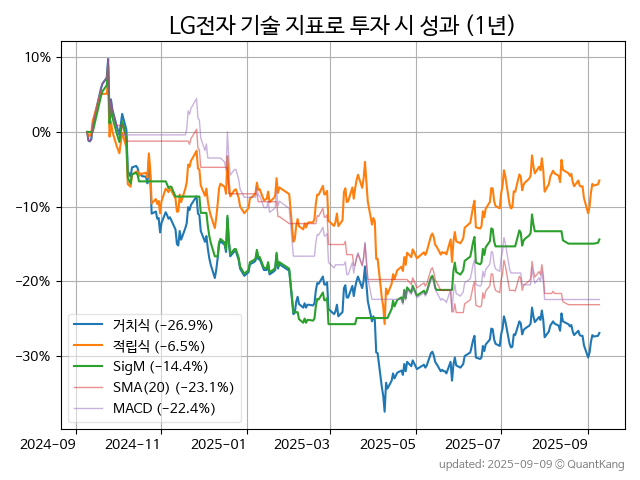 LG전자 기술 지표로 투자 시 성과 (1년)
10%
0%
−10%
−20%
−30%
거치식 (−26.9%)
적립식 (−6.5%)
SigM (−14.4%)
SMA(20) (−23.1%)
MACD (−22.4%)
2024-09
2024-11
2025-01
2025-03
2025-05
2025-07
2025-09
updated: 2025-09-09 © QuantKang